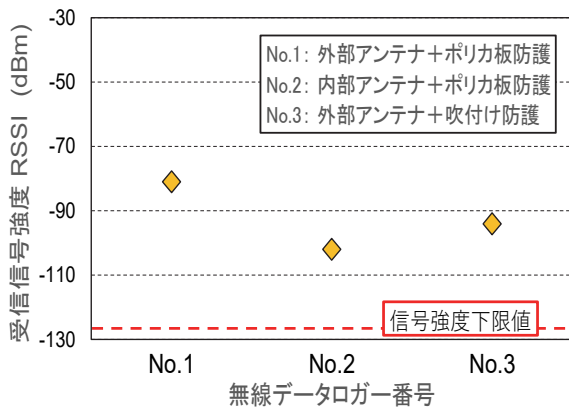 受信信号強度 RSSI (dBm)
-30
-50
-70
-90
-110
-130
No.1: 外部アンテナ+ポリカ板防護
No.2: 内部アンテナ+ポリカ板防護
No.3: 外部アンテナ+吹付け防護
信号強度下限値
No.1 No.2 No.3
無線データロガー番号